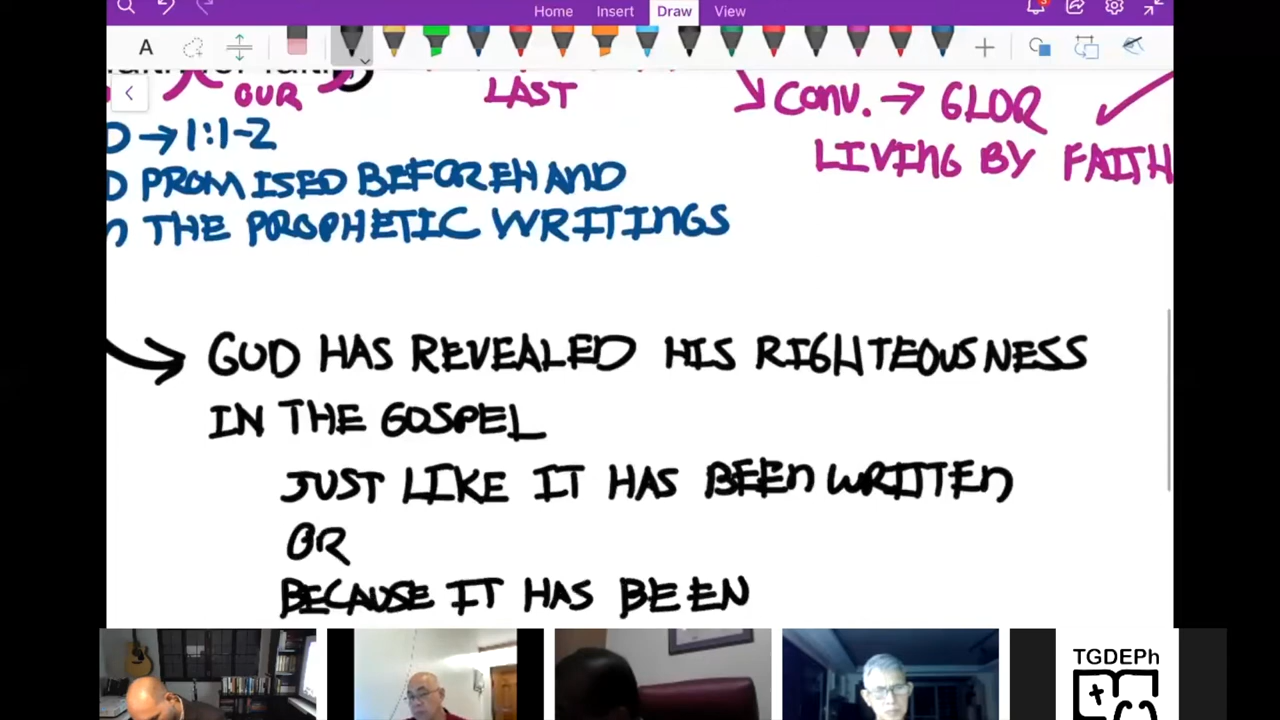 Home Insert Draw View
A
OUR
LAST
CONV. → GLOR
→ 1:1-2
LIVING BY FAITH
PROMISED BEFOREHAND
THE PROPHETIC WRITINGS
→ GOD HAS REVEALED HIS RIGHTEOUSNESS
IN THE GOSPEL
JUST LIKE IT HAS BEEN WRITTEN
OR
BECAUSE IT HAS BEEN
TGDEPh